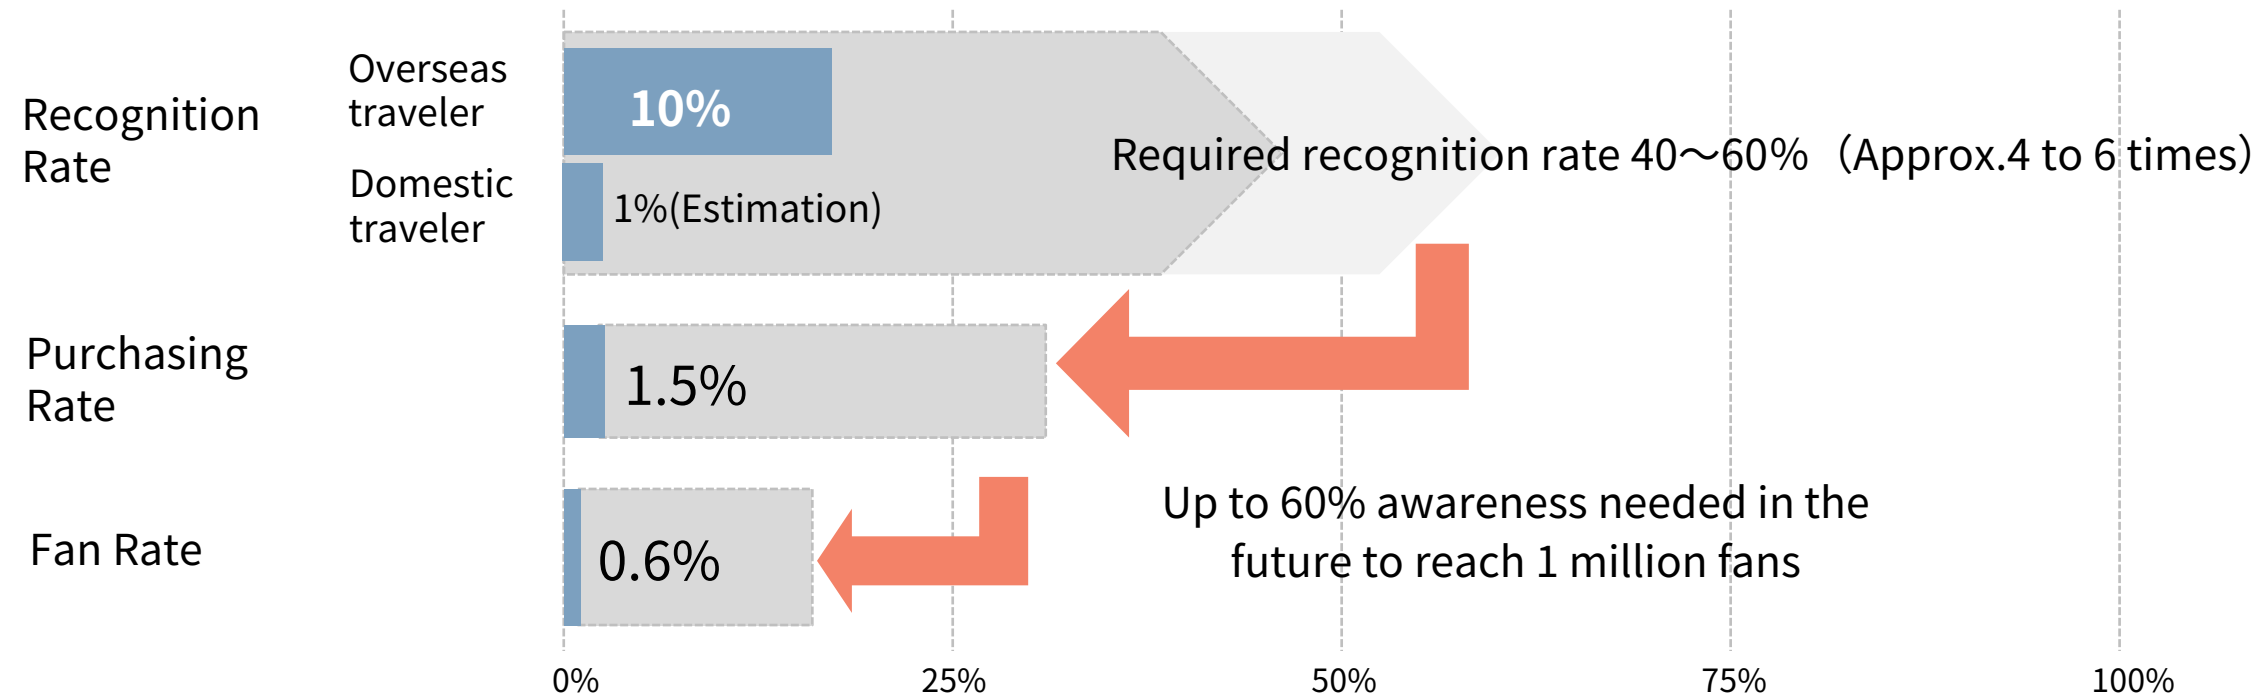 Recognition
Rate
Overseas
traveler
10%
Domestic
traveler
1%(Estimation)
Required recognition rate 40〜60%（Approx.4 to 6 times）
Purchasing
Rate
1.5%
Fan Rate
0.6%
Up to 60% awareness needed in the
future to reach 1 million fans
0%
25%
50%
75%
100%